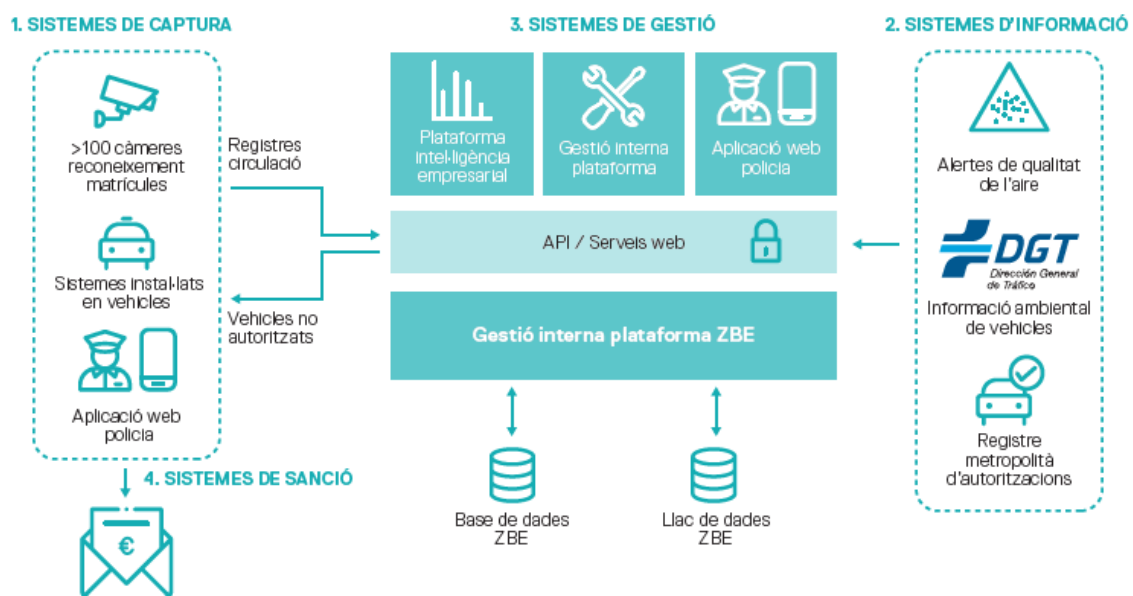 1. SISTEMES DE CAPTURA
>100 càmeres
reconeixement
matrícules
Sistemes instal·lats
en vehicles
Aplicació web
policia
Registres
circulació
Vehicles no
autoritzats
4. SISTEMES DE SANCIÓ
€
3. SISTEMES DE GESTIÓ
Plataforma
intel·ligència
empresarial
Gestió interna
plataforma
Aplicació web
policia
API / Serveis web
Gestió interna plataforma ZBE
Base de dades
ZBE
Llac de dades
ZBE
2. SISTEMES D'INFORMACIÓ
Alertes de qualitat
de l'aire
DGT
Dirección General
de Tráfico
Informació ambiental
de vehicles
Registre
metropolità
d'autoritzacions